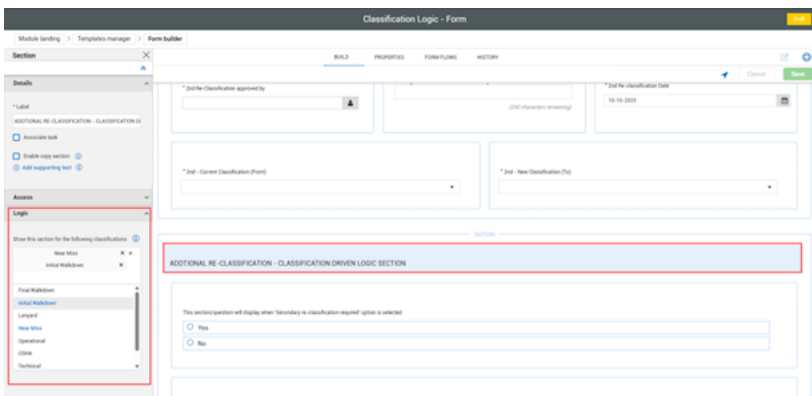 Classification Logic - Form
Draft
Module landing > Templates manager > Form builder
Section
BUILD PROPERTIES FORM FLOWS HISTORY
Cancel Save
Details
* Label
ADDTIONAL RE-CLASSIFICATION - CLASSIFICATION DI
Associate task
Enable copy section
Add supporting text
Access
Logic
Show this section for the following classifications:
Near Miss
Initial Walkdown
Final Walkdown
Initial Walkdown
Lanyard
Near Miss
Operational
OSHA
Technical
* 2nd Re-Classification approved by
(250 characters remaining)
* 2nd Re-classification Date
10-16-2025
* 2nd - Current Classification (From)
* 2nd - New Classification (To)
SECTION
ADDTIONAL RE-CLASSIFICATION - CLASSIFICATION DRIVEN LOGIC SECTION
This section/question will display when 'Secondary re-classification required' option is selected
Yes
No